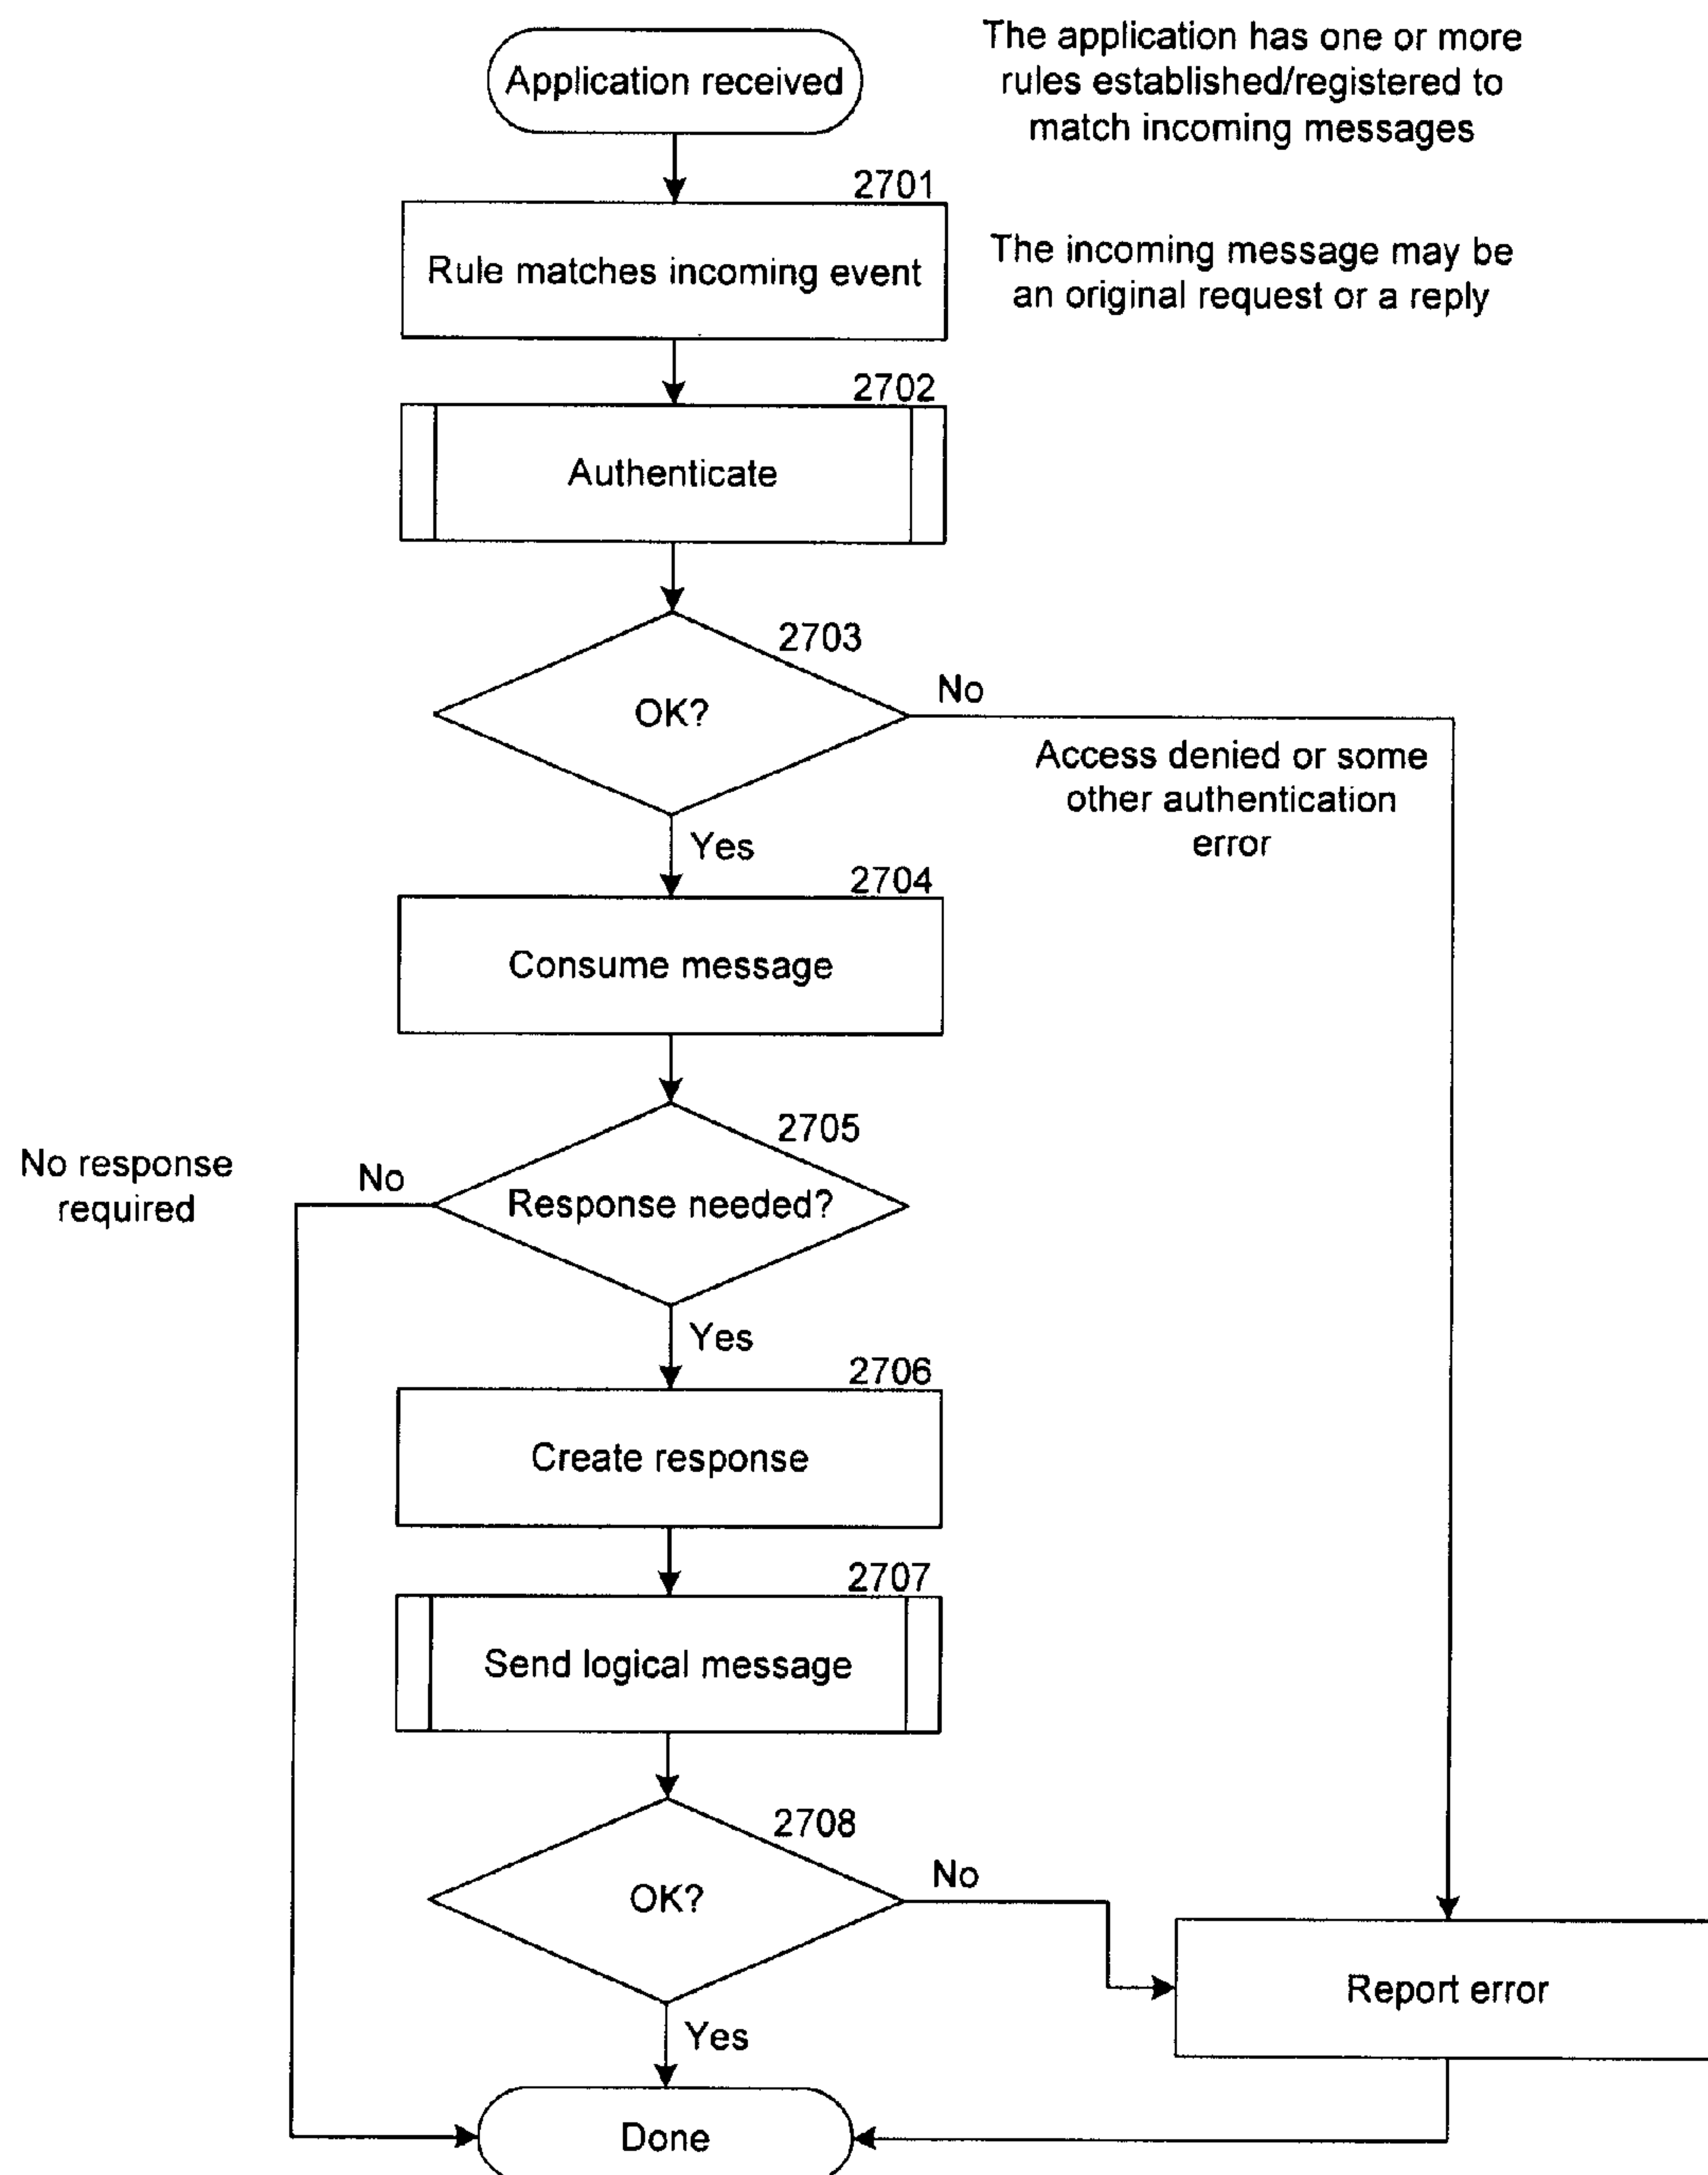 Application received
The application has one or more
rules established/registered to
match incoming messages
2701
Rule matches incoming event
The incoming message may be
an original request or a reply
2702
Authenticate
2703
OK?
No
Access denied or some
other authentication
error
Yes
2704
Consume message
2705
Response needed?
No
No response
required
Yes
2706
Create response
2707
Send logical message
2708
OK?
No
Report error
Yes
Done